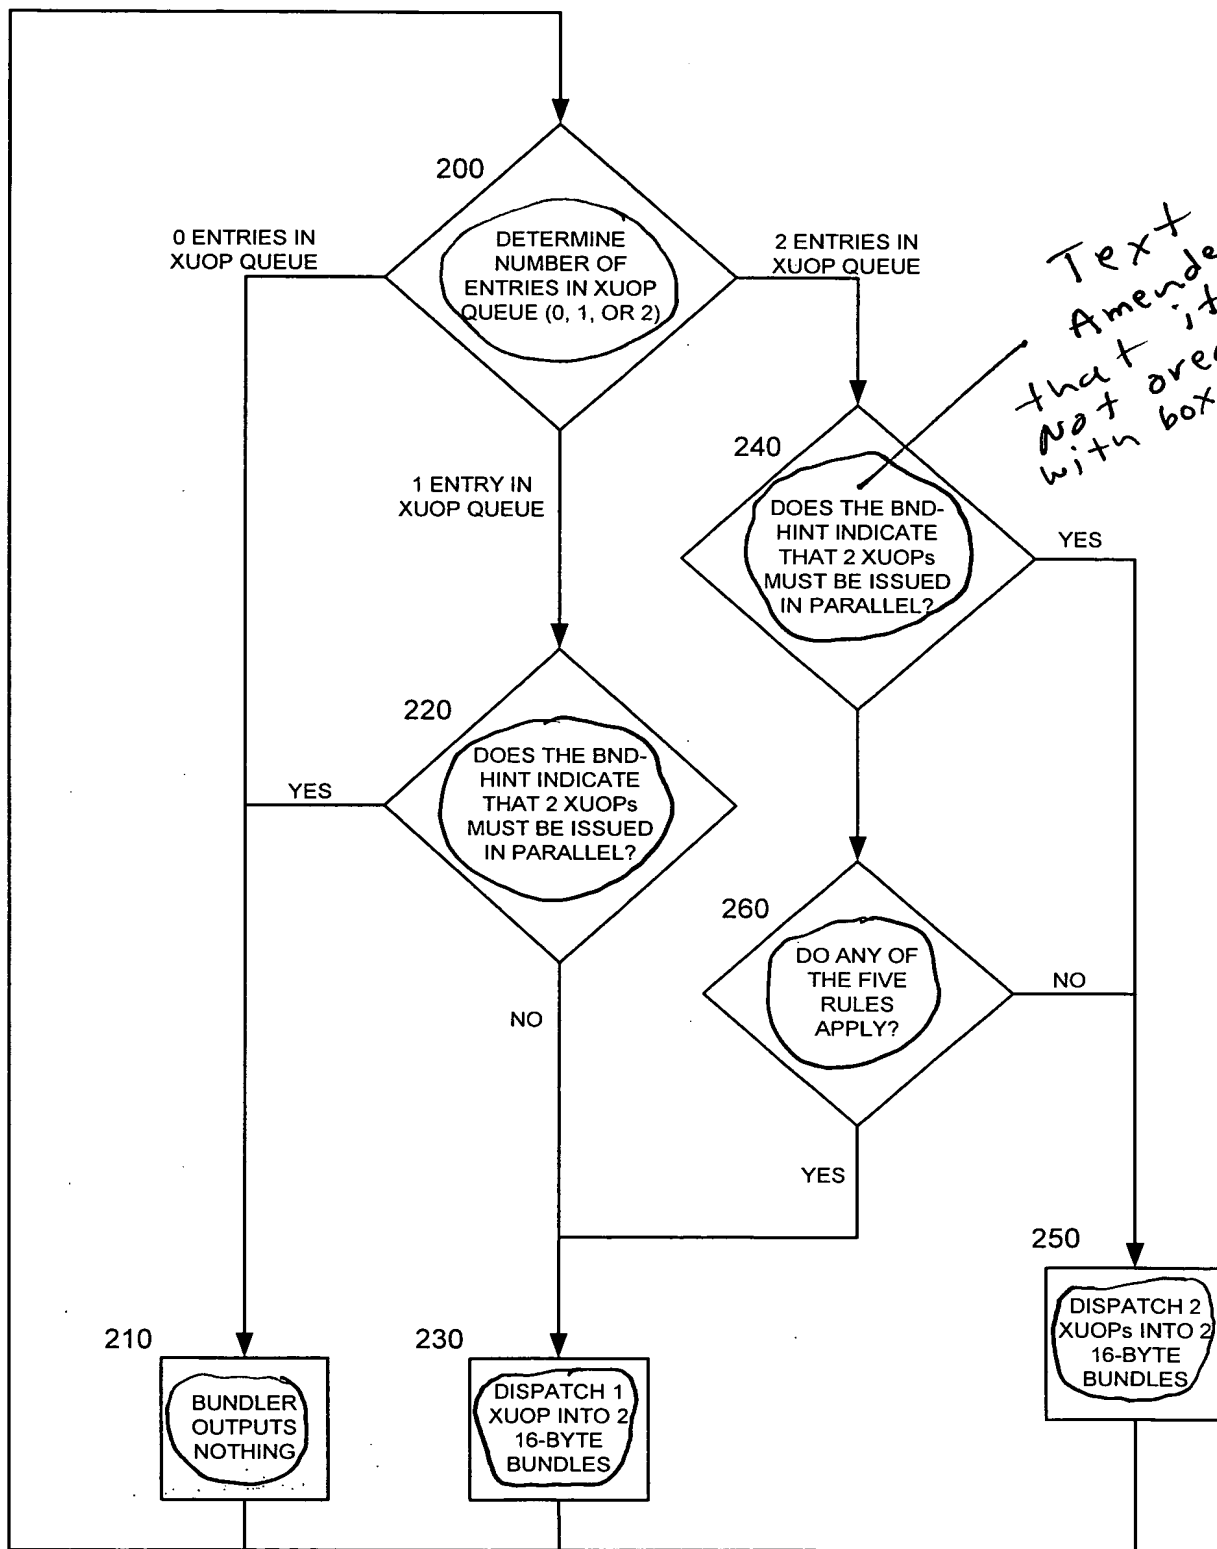 200
DETERMINE
NUMBER OF
ENTRIES IN XUOP
QUEUE (0, 1, OR 2)
0 ENTRIES IN
XUOP QUEUE
2 ENTRIES IN
XUOP QUEUE
Text
that it
Not
with box
1 ENTRY IN
XUOP QUEUE
240
DOES THE BND-
HINT INDICATE
THAT 2 XUOPs
MUST BE ISSUED
IN PARALLEL?
YES
220
DOES THE BND-
HINT INDICATE
THAT 2 XUOPs
MUST BE ISSUED
IN PARALLEL?
YES
NO
260
DO ANY OF
THE FIVE
RULES
APPLY?
NO
YES
250
DISPATCH 2
XUOPs INTO 2
16-BYTE
BUNDLES
210
BUNDLER
OUTPUTS
NOTHING
230
DISPATCH 1
XUOP INTO 2
16-BYTE
BUNDLES